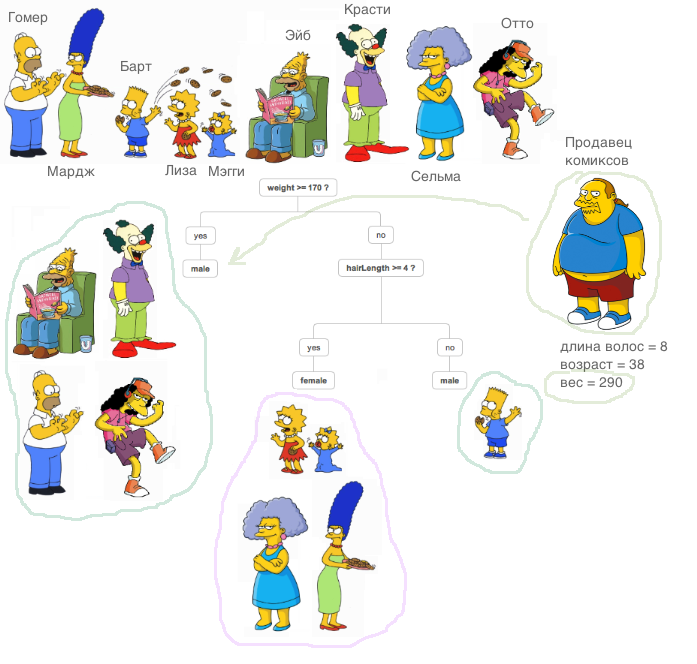 Гомер
Красти
Отто
Эйб
Барт
Мардж
Лиза
Мэгги
Сельма
Продавец
комиксов
weight >= 170 ?
yes
no
male
hairLength >= 4 ?
yes
no
female
male
длина волос = 8
возраст = 38
вес = 290